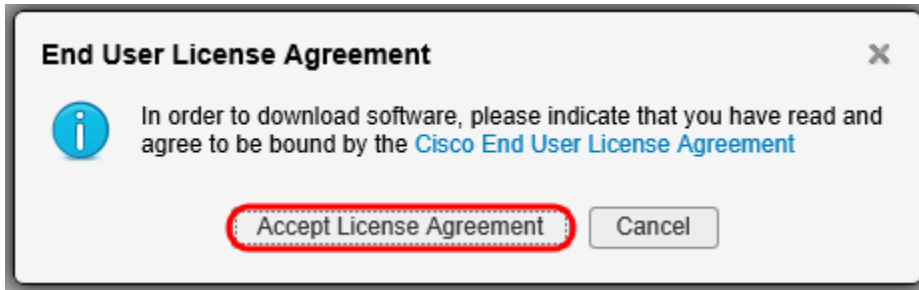 End User License Agreement
In order to download software, please indicate that you have read and
agree to be bound by the Cisco End User License Agreement
Accept License Agreement
Cancel